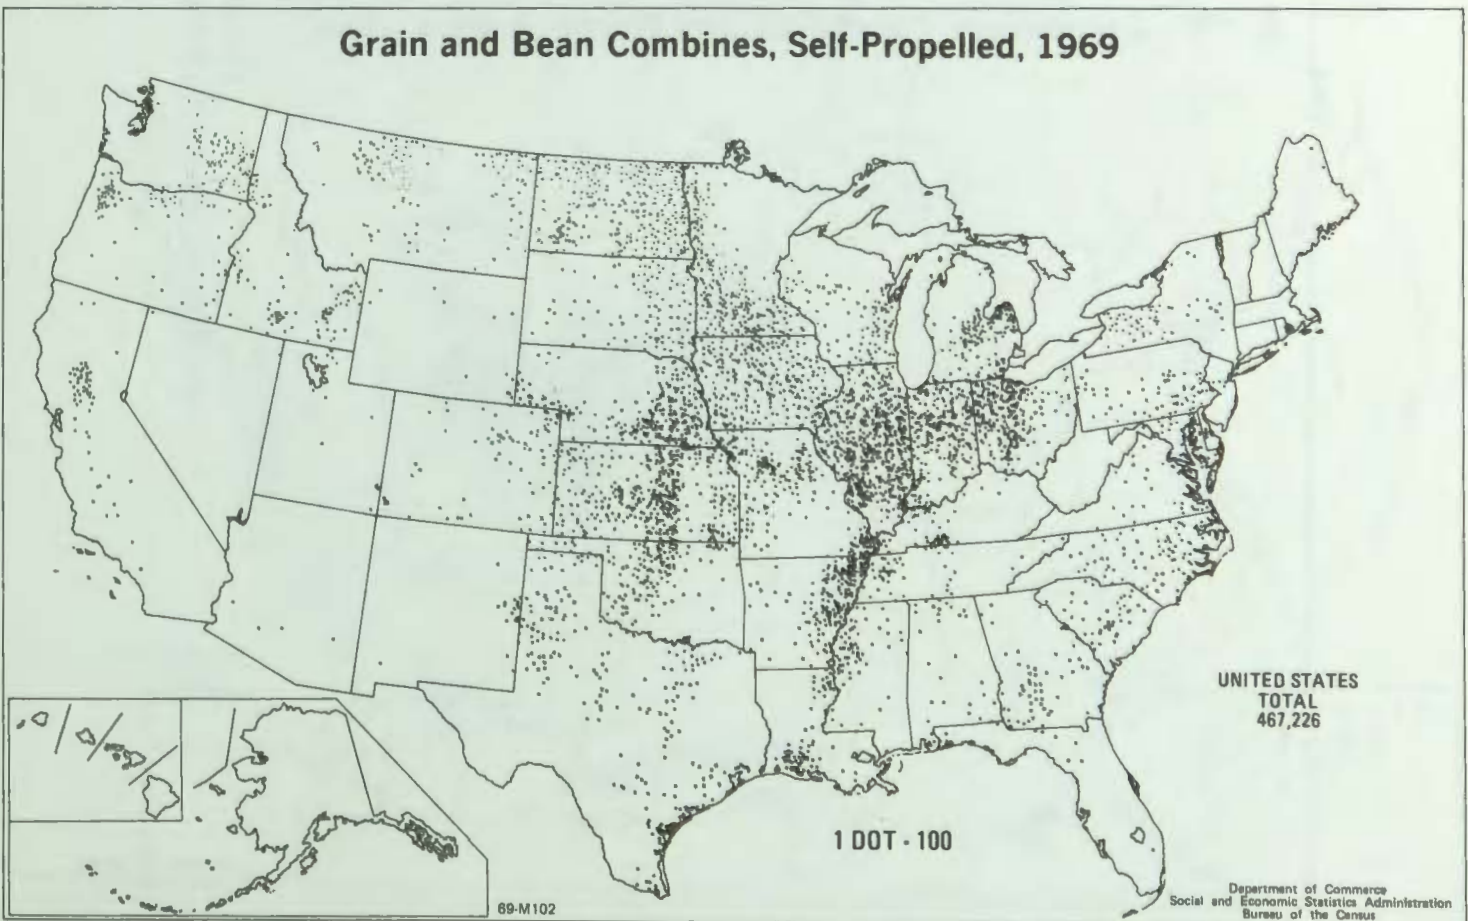 Grain and Bean Combines, Self-Propelled, 1969
UNITED STATES
TOTAL
467,226
1 DOT - 100
69-M102
Department of Commerce
Social and Economic Statistics Administration
Bureau of the Census